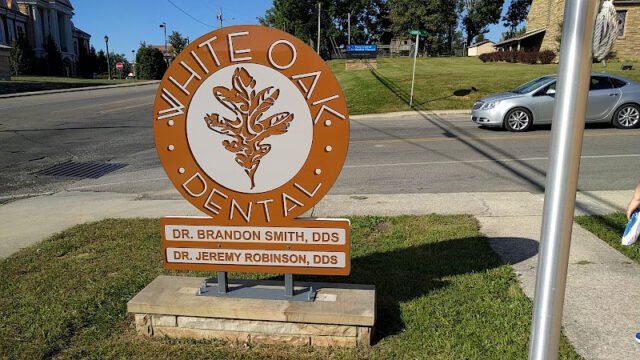 WHITE OAK
DENTAL
DR. BRANDON SMITH, DDS
DR. JEREMY ROBINSON, DDS